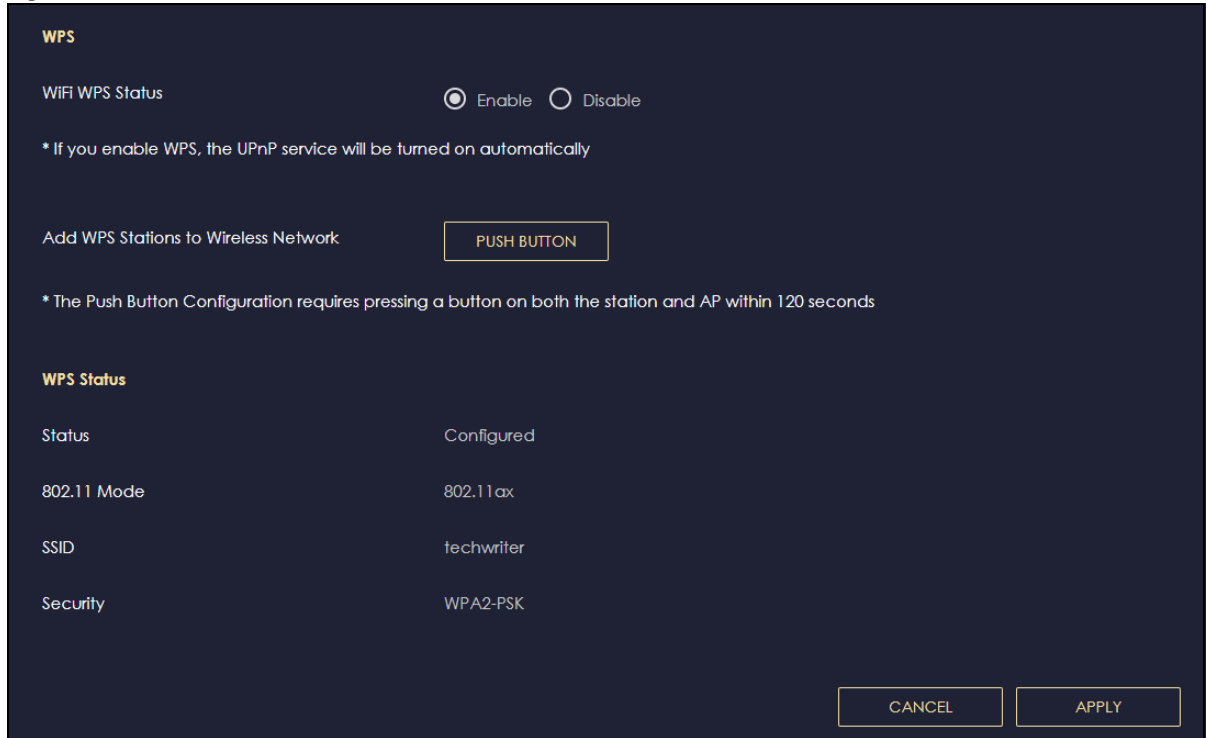 WPS
WiFi WPS Status Enable Disable
* If you enable WPS, the UPnP service will be turned on automatically
Add WPS Stations to Wireless Network PUSH BUTTON
* The Push Button Configuration requires pressing a button on both the station and AP within 120 seconds
WPS Status
Status Configured
802.11 Mode 802.11ax
SSID techwriter
Security WPA2-PSK
CANCEL APPLY